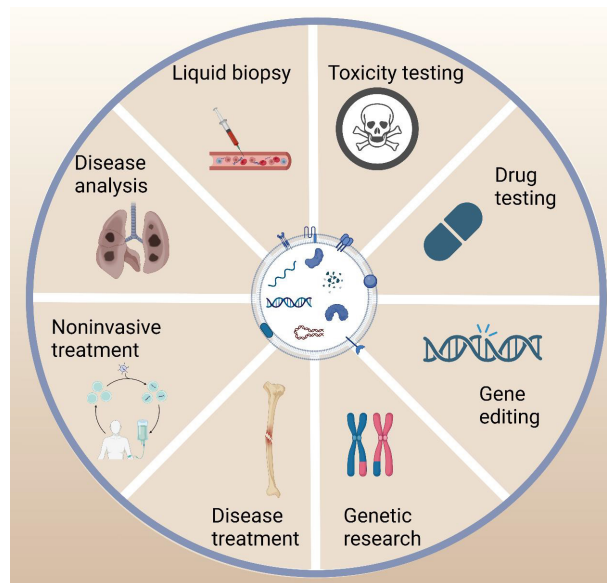 Liquid biopsy
Toxicity testing
Disease
analysis
Drug
testing
Noninvasive
treatment
Gene
editing
Disease
treatment
Genetic
research